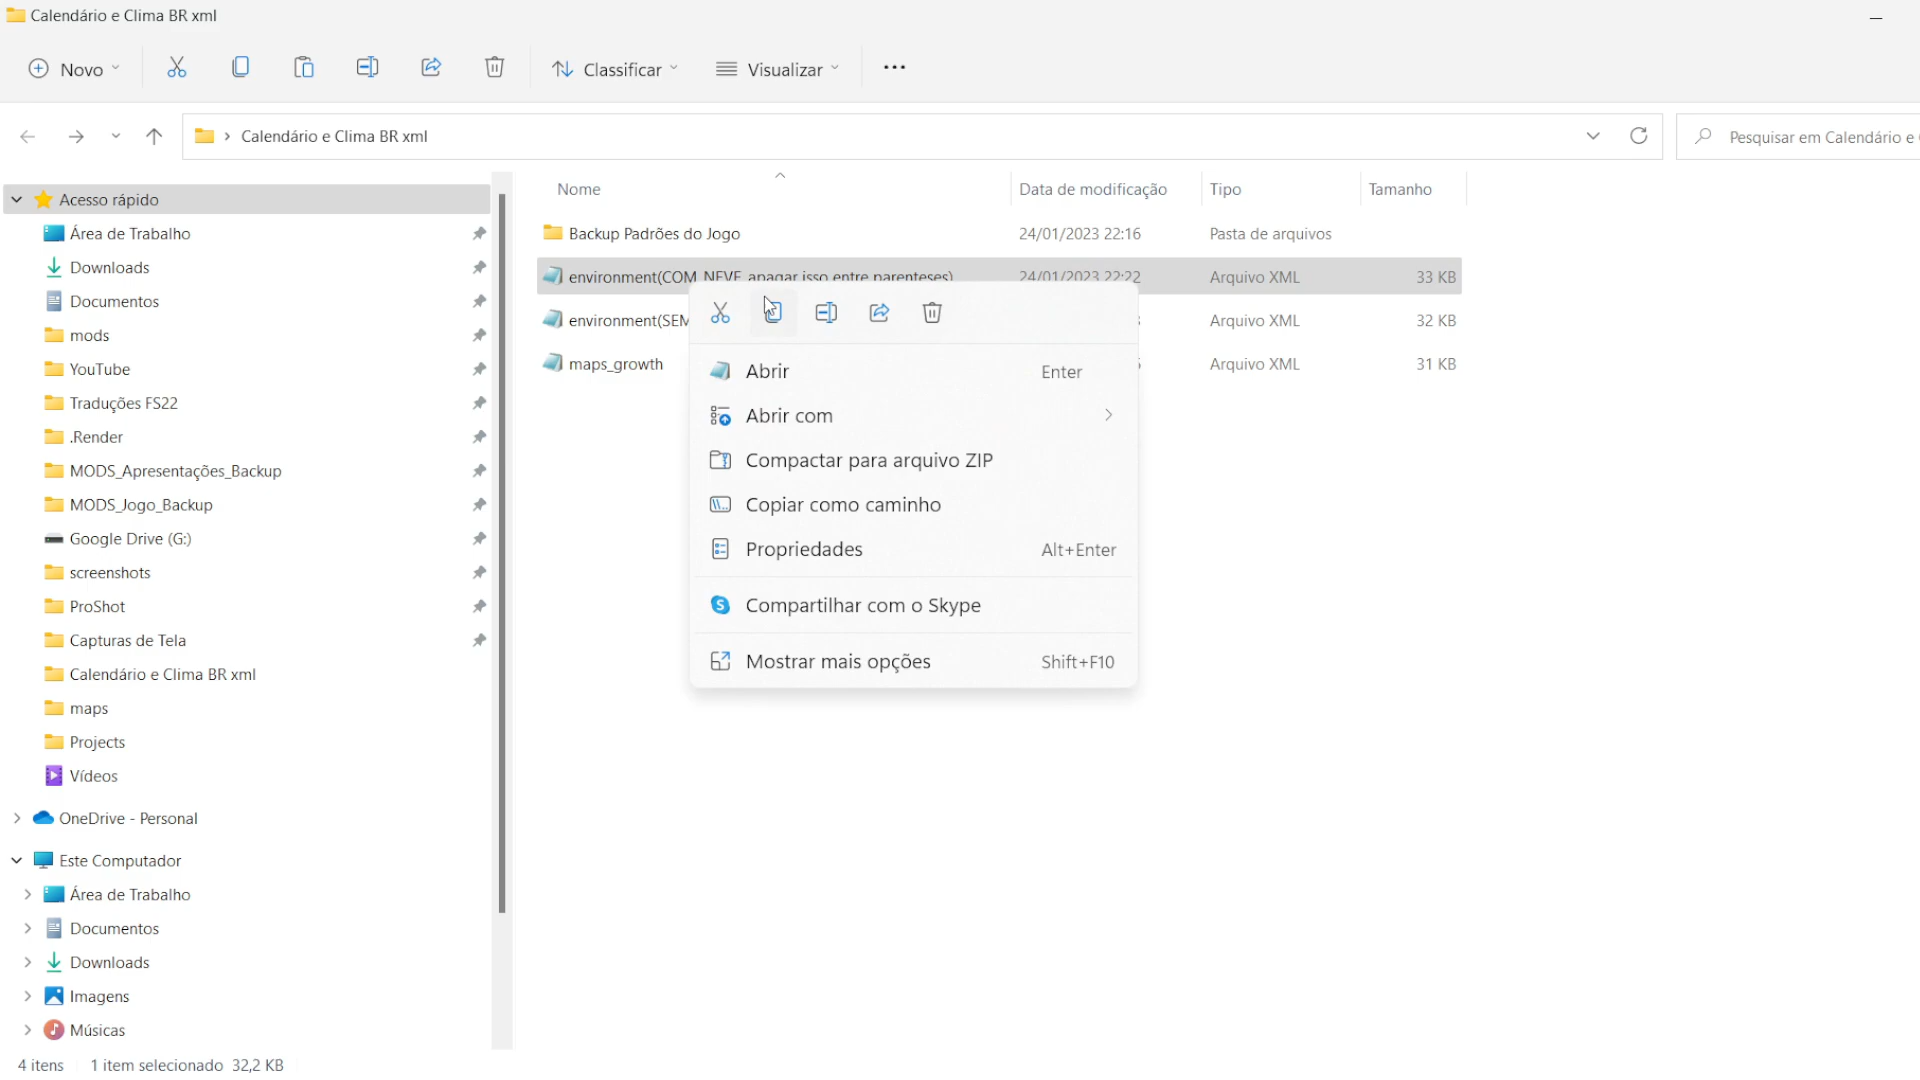 Calendário e Clima BR xml
Novo
Classificar
Visualizar
Calendário e Clima BR xml
Pesquisar em Calendário e
Nome
Data de modificação
Tipo
Tamanho
Acesso rápido
Área de Trabalho
Downloads
Documentos
mods
YouTube
Traduções FS22
.Render
MODS_Apresentações_Backup
MODS_Jogo_Backup
Google Drive (G:)
screenshots
ProShot
Capturas de Tela
Calendário e Clima BR xml
maps
Projects
Vídeos
OneDrive - Personal
Este Computador
Área de Trabalho
Documentos
Downloads
Imagens
Músicas
Backup Padrões do Jogo 24/01/2023 22:16 Pasta de arquivos
environment(COM NEVE, apagar isso entre parenteses) 24/01/2023 22:22 Arquivo XML 33 KB
environment(SEM Arquivo XML 32 KB
maps_growth Arquivo XML 31 KB
Abrir Enter
Abrir com
Compactar para arquivo ZIP
Copiar como caminho
Propriedades Alt+Enter
Compartilhar com o Skype
Mostrar mais opções Shift+F10
4 itens 1 item selecionado 32,2 KB